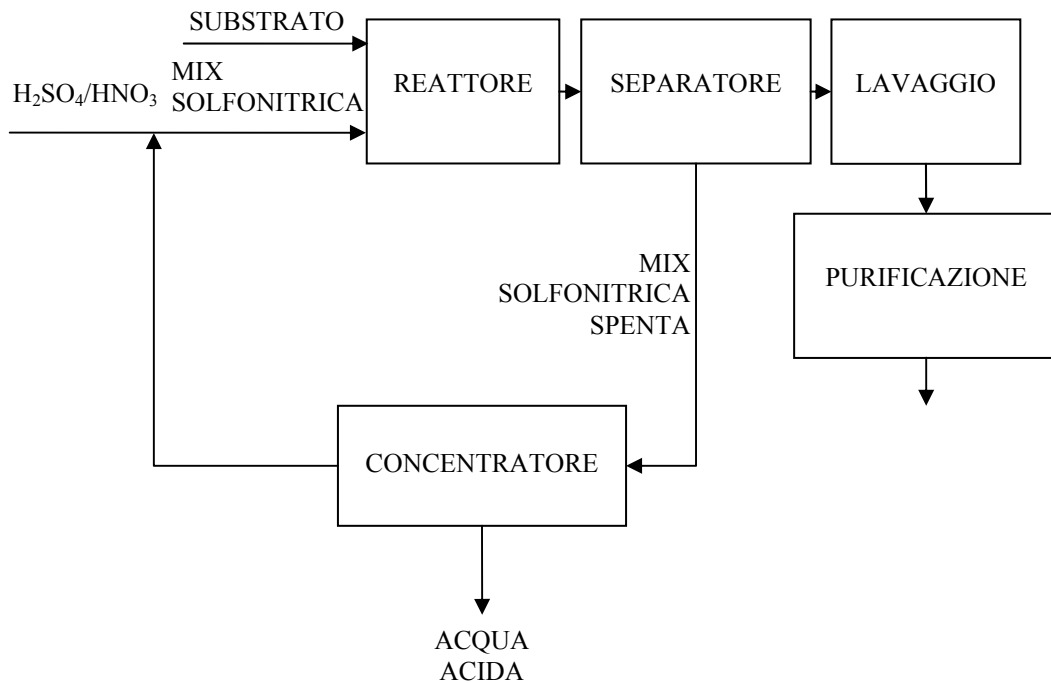 SUBSTRATO
H₂SO₄/HNO₃
MIX
SOLFONITRICA
REATTORE
SEPARATORE
LAVAGGIO
MIX
SOLFONITRICA
SPENTA
PURIFICAZIONE
CONCENTRATORE
ACQUA
ACIDA